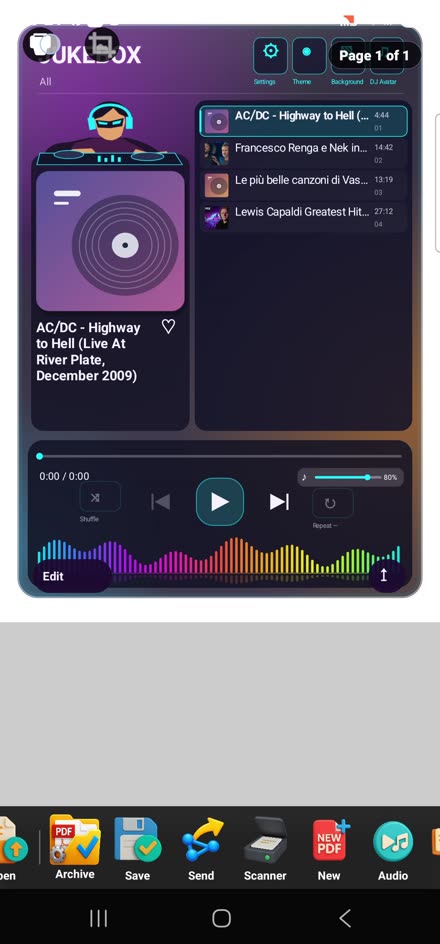 JUKEBOX
Page 1 of 1
Settings
Theme
Background
DJ Avatar
All
AC/DC - Highway to Hell (...
4:44
01
Francesco Renga e Nek in...
14:42
02
Le più belle canzoni di Vas...
13:19
03
Lewis Capaldi Greatest Hit...
27:12
04
AC/DC - Highway
to Hell (Live At
River Plate,
December 2009)
0:00 / 0:00
80%
Shuffle
Repeat —
Edit
pen
PDF
Archive
Save
Send
Scanner
NEW
PDF
New
Audio